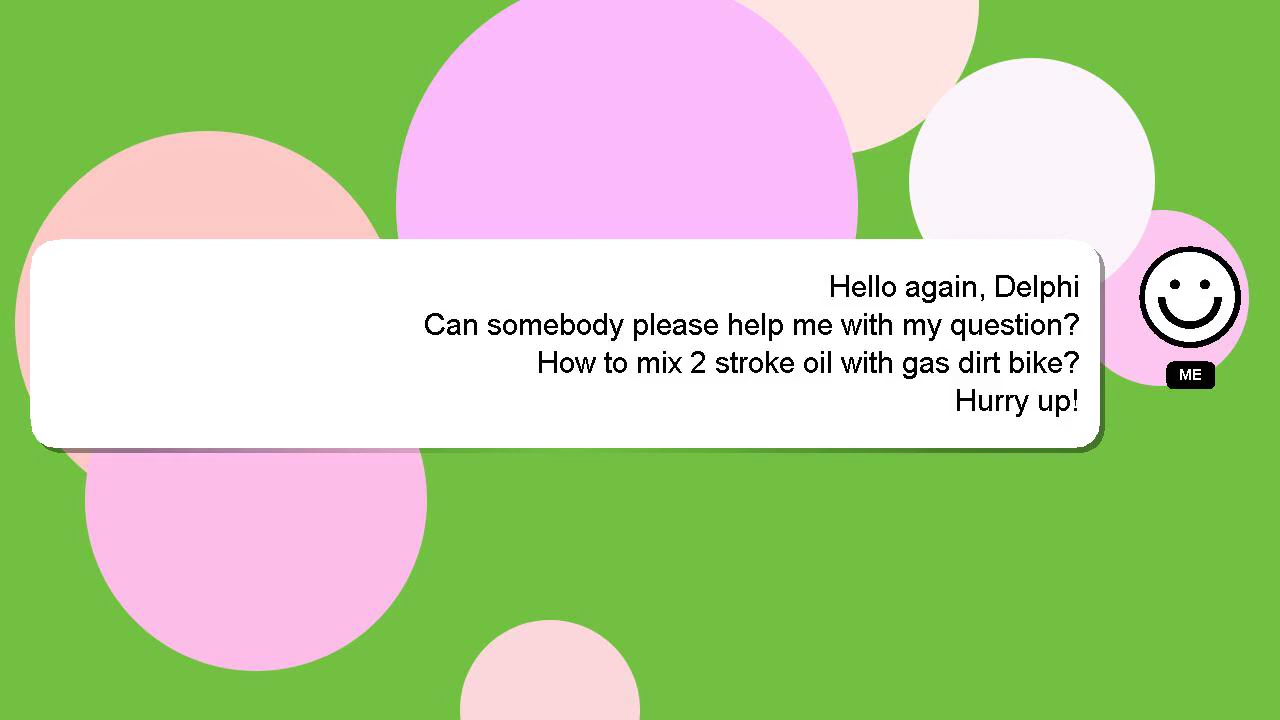 Hello again, Delphi
Can somebody please help me with my question?
How to mix 2 stroke oil with gas dirt bike?
Hurry up!
ME